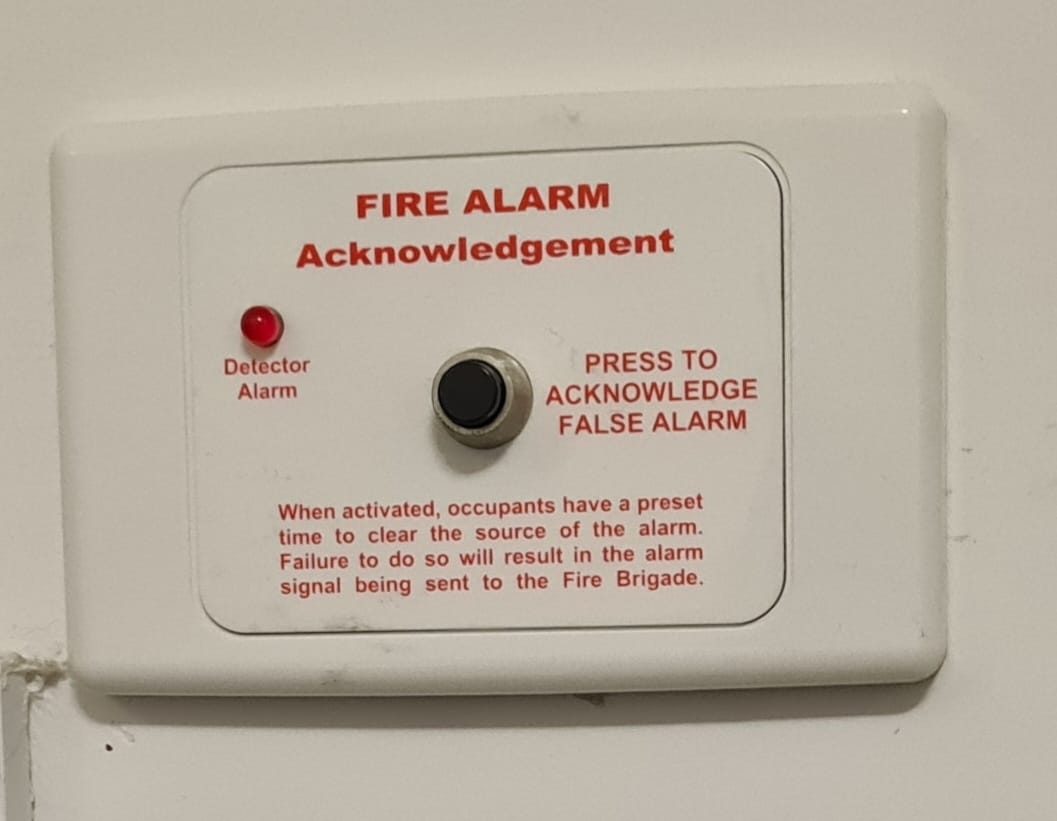 FIRE ALARM
Acknowledgement
Detector
Alarm
PRESS TO
ACKNOWLEDGE
FALSE ALARM
When activated, occupants have a preset
time to clear the source of the alarm.
Failure to do so will result in the alarm
signal being sent to the Fire Brigade.